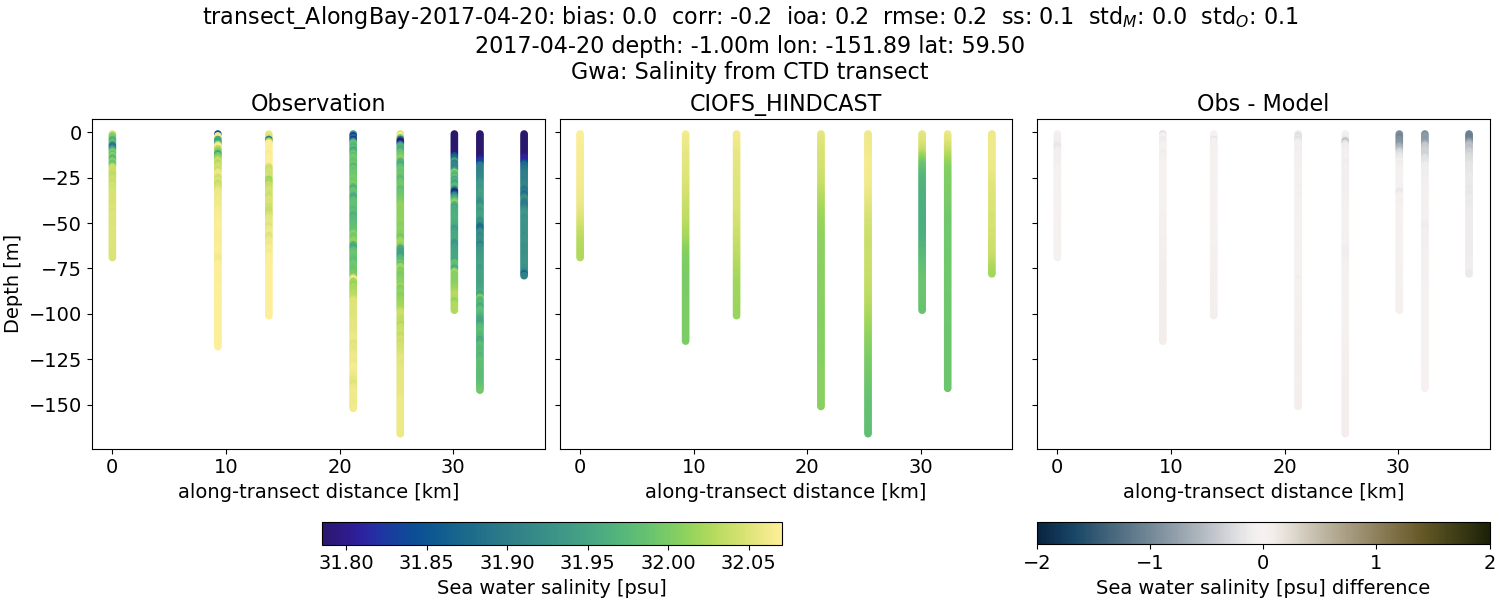 transect_AlongBay-2017-04-20: bias: 0.0 corr: -0.2 ioa: 0.2 rmse: 0.2 ss: 0.1 std_M: 0.0 std_O: 0.1
2017-04-20 depth: -1.00m lon: -151.89 lat: 59.50
Gwa: Salinity from CTD transect
Observation
CIOFS_HINDCAST
Obs - Model
Depth [m]
0
−25
−50
−75
−100
−125
−150
0 10 20 30
0 10 20 30
0 10 20 30
along-transect distance [km]
along-transect distance [km]
along-transect distance [km]
31.80 31.85 31.90 31.95 32.00 32.05
Sea water salinity [psu]
−2 −1 0 1 2
Sea water salinity [psu] difference